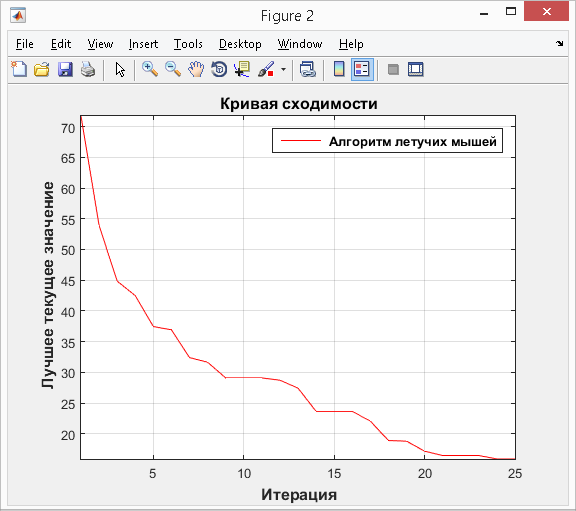 Figure 2
File Edit View Insert Tools Desktop Window Help
Кривая сходимости
Алгоритм летучих мышей
Лучшее текущее значение
70
65
60
55
50
45
40
35
30
25
20
5 10 15 20 25
Итерация